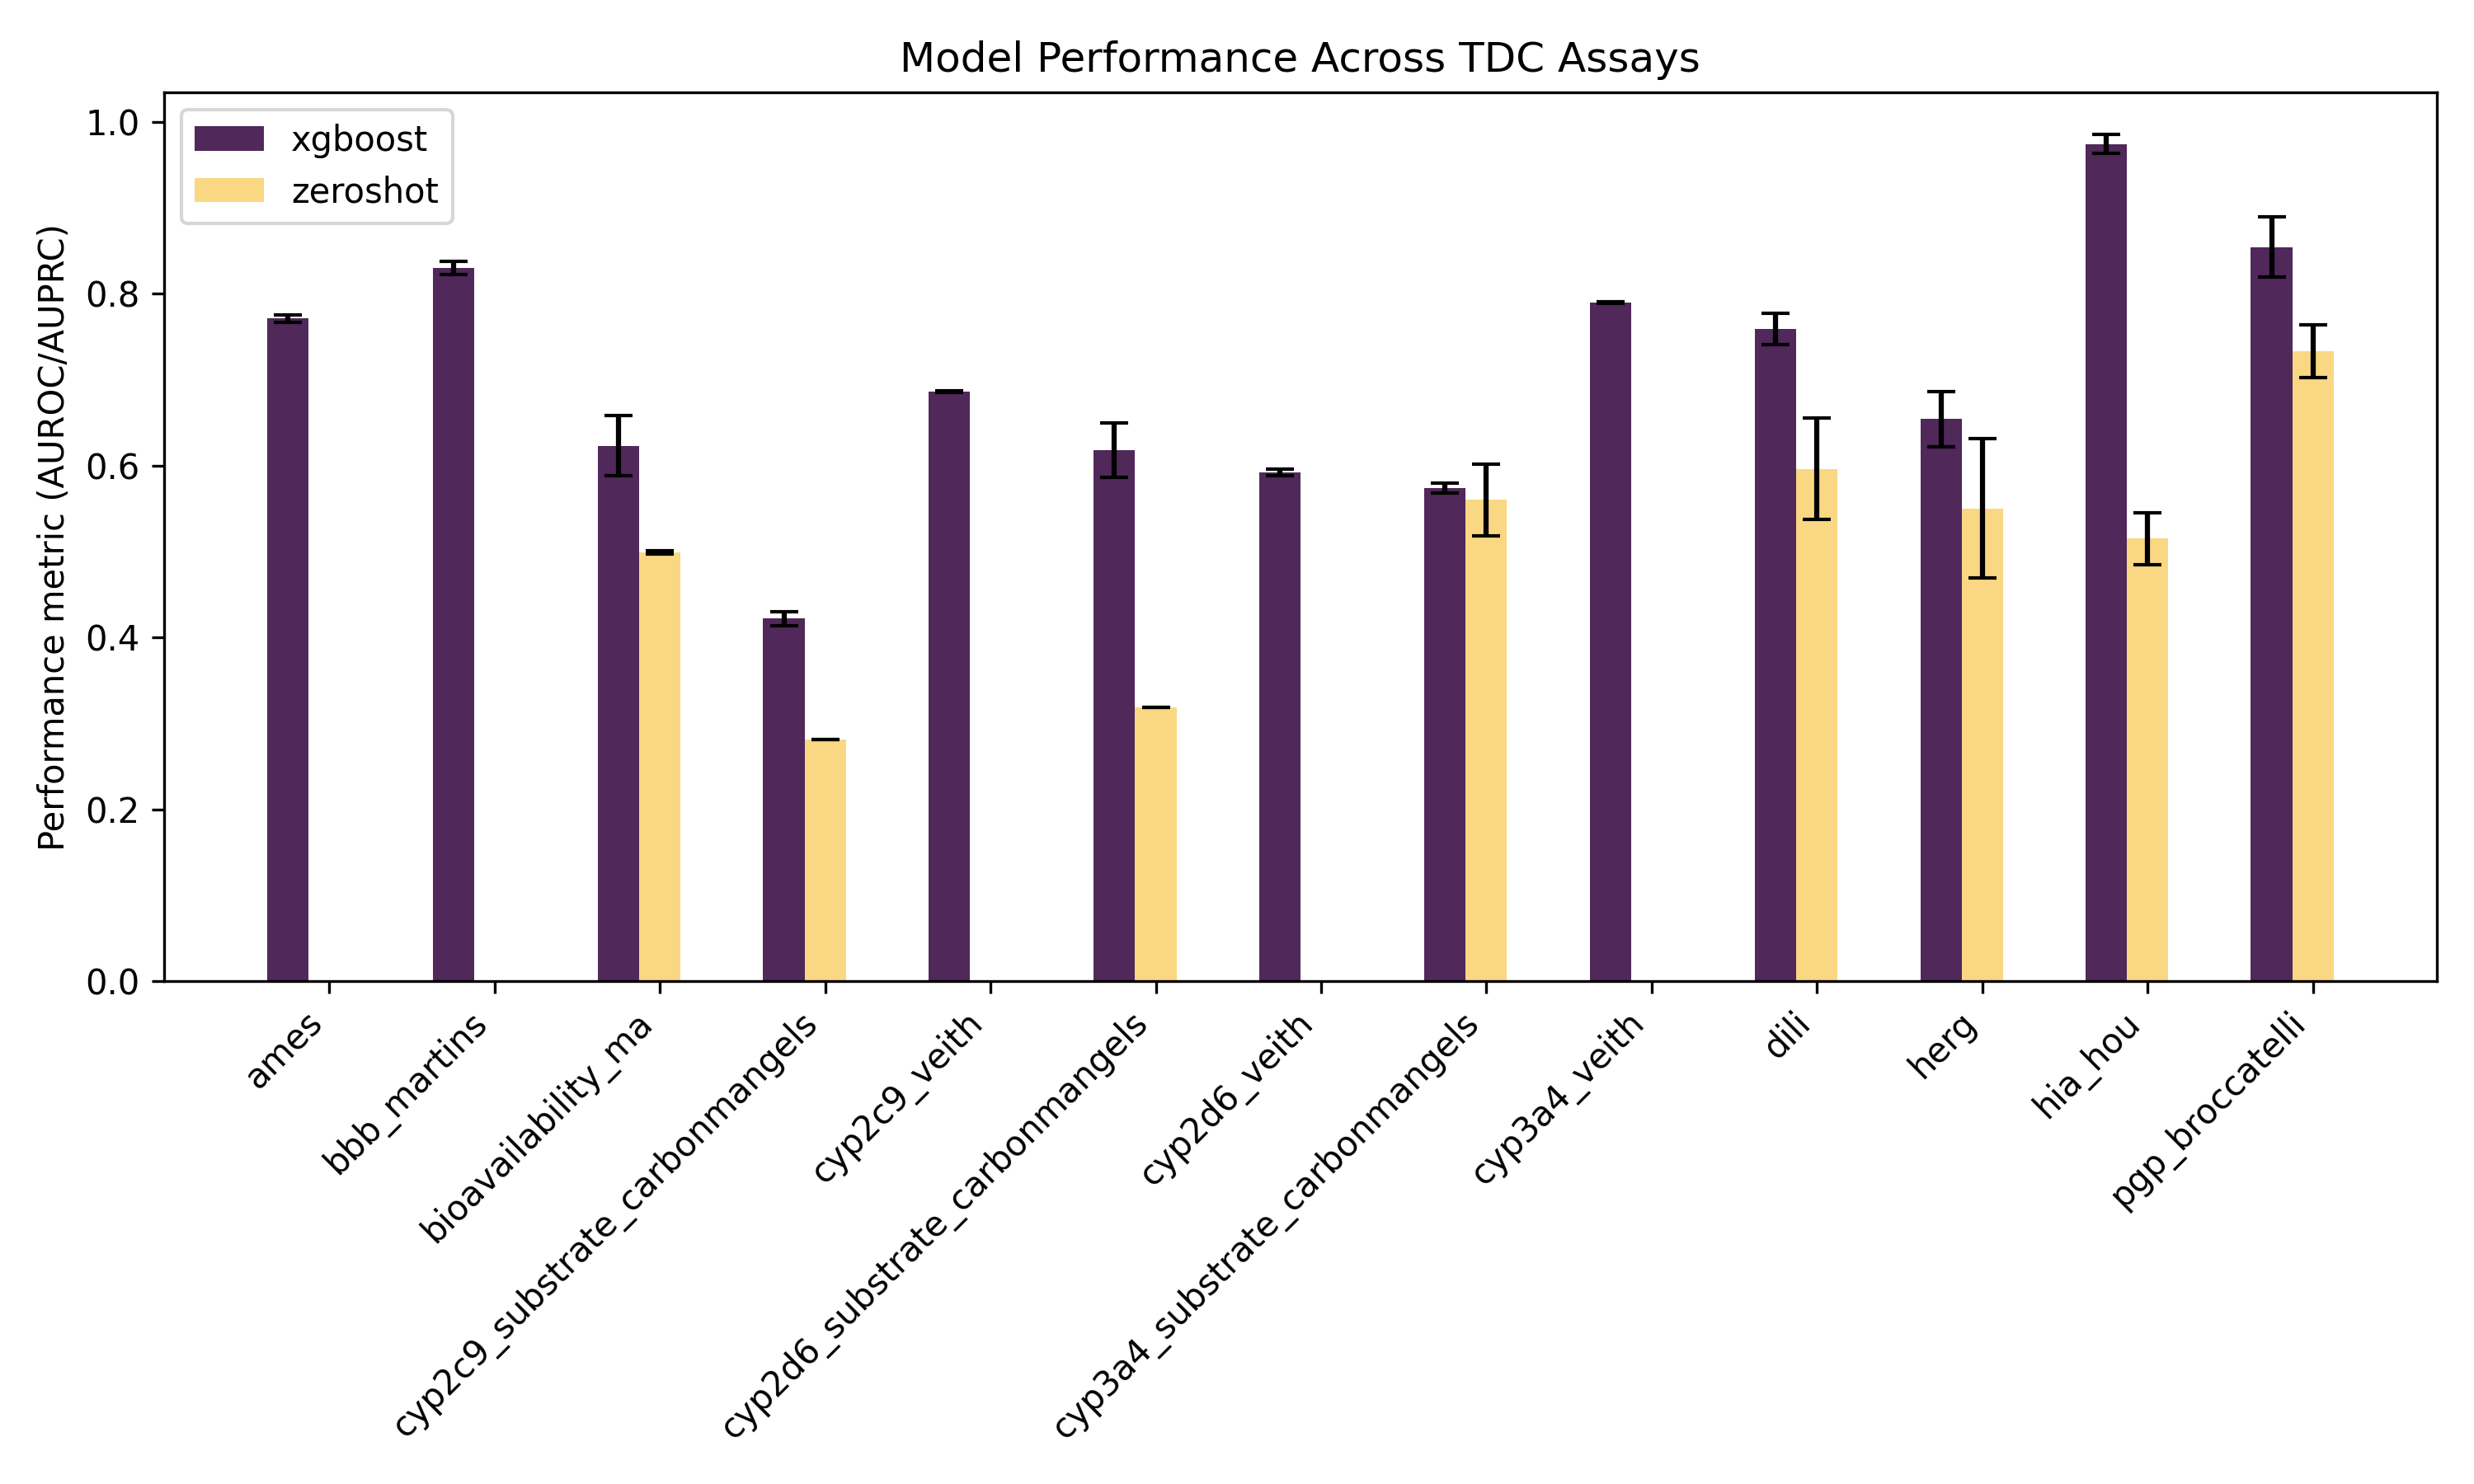 Model Performance Across TDC Assays
xgboost
zeroshot
Performance metric (AUROC/AUPRC)
1.0
0.8
0.6
0.4
0.2
0.0
ames
bbb_martins
bioavailability_ma
cyp2c9_substrate_carbonmangels
cyp2c9_veith
cyp2d6_substrate_carbonmangels
cyp2d6_veith
cyp3a4_substrate_carbonmangels
cyp3a4_veith
dili
herg
hia_hou
pgp_broccatelli